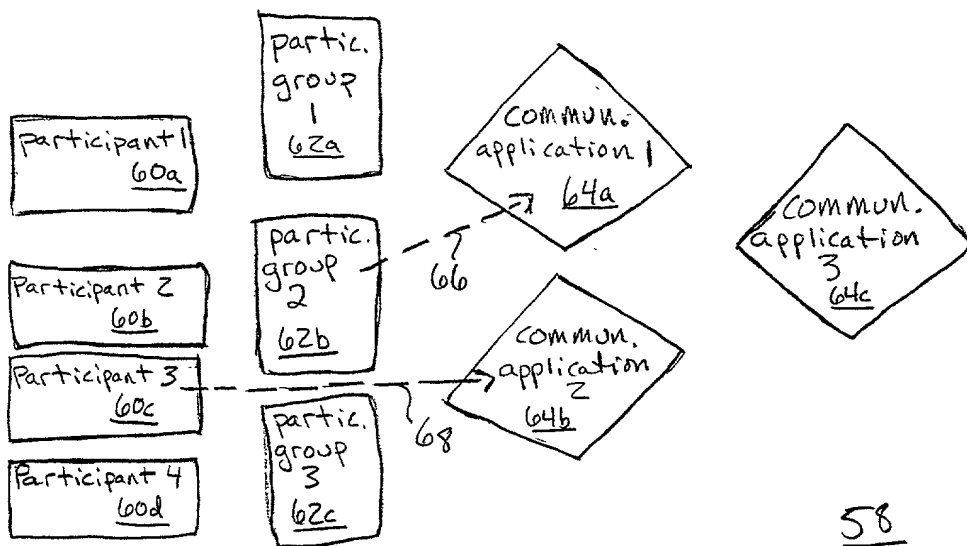 participant 1
60a
Participant 2
60b
Participant 3
60c
Participant 4
60d
partic.
group
1
62a
partic.
group
2
62b
partic.
group
3
62c
commun.
application 1
64a
66
commun.
application
2
64b
68
commun.
application
3
64c
58